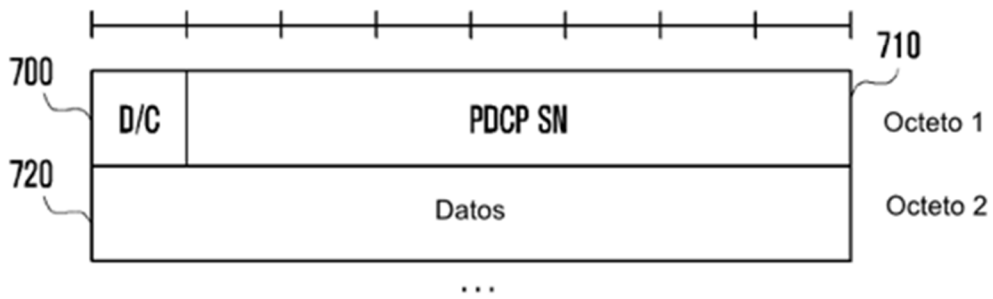 700
710
D/C
PDCP SN
Octeto 1
720
Datos
Octeto 2
...